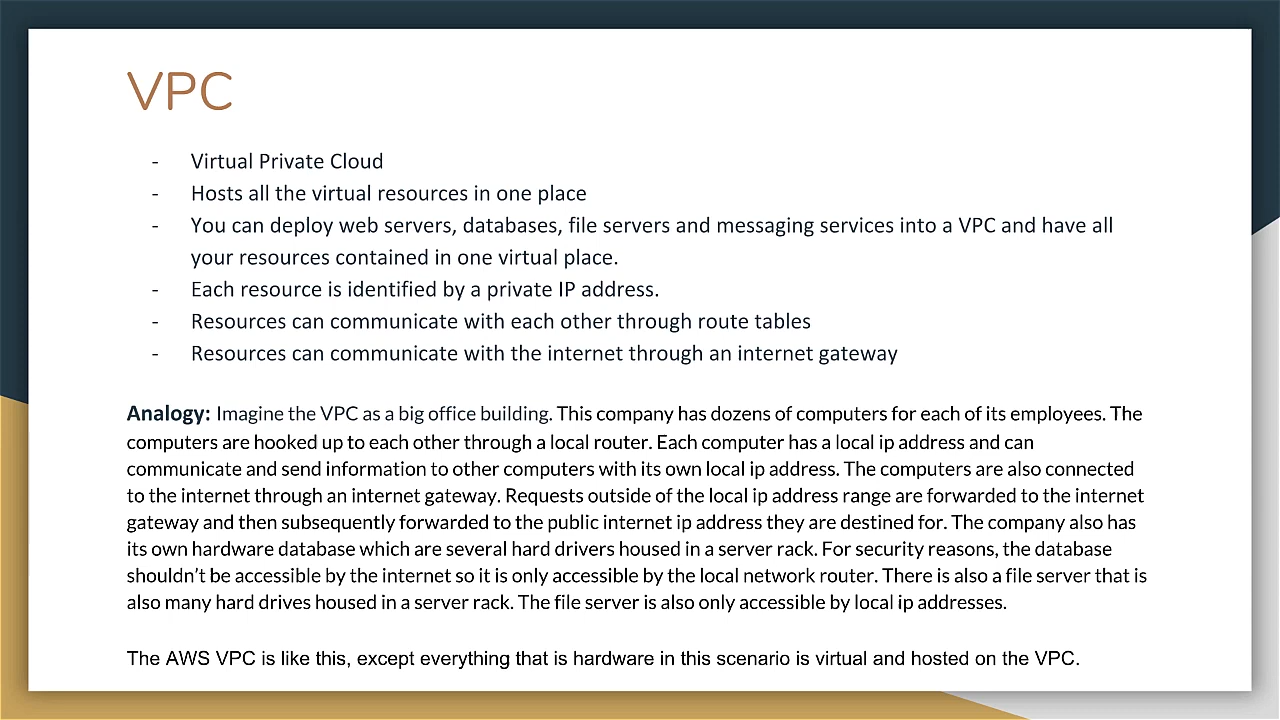 VPC
- Virtual Private Cloud
- Hosts all the virtual resources in one place
- You can deploy web servers, databases, file servers and messaging services into a VPC and have all
your resources contained in one virtual place.
- Each resource is identified by a private IP address.
- Resources can communicate with each other through route tables
- Resources can communicate with the internet through an internet gateway
Analogy: Imagine the VPC as a big office building. This company has dozens of computers for each of its employees. The
computers are hooked up to each other through a local router. Each computer has a local ip address and can
communicate and send information to other computers with its own local ip address. The computers are also connected
to the internet through an internet gateway. Requests outside of the local ip address range are forwarded to the internet
gateway and then subsequently forwarded to the public internet ip address they are destined for. The company also has
its own hardware database which are several hard drivers housed in a server rack. For security reasons, the database
shouldn't be accessible by the internet so it is only accessible by the local network router. There is also a file server that is
also many hard drives housed in a server rack. The file server is also only accessible by local ip addresses.
The AWS VPC is like this, except everything that is hardware in this scenario is virtual and hosted on the VPC.